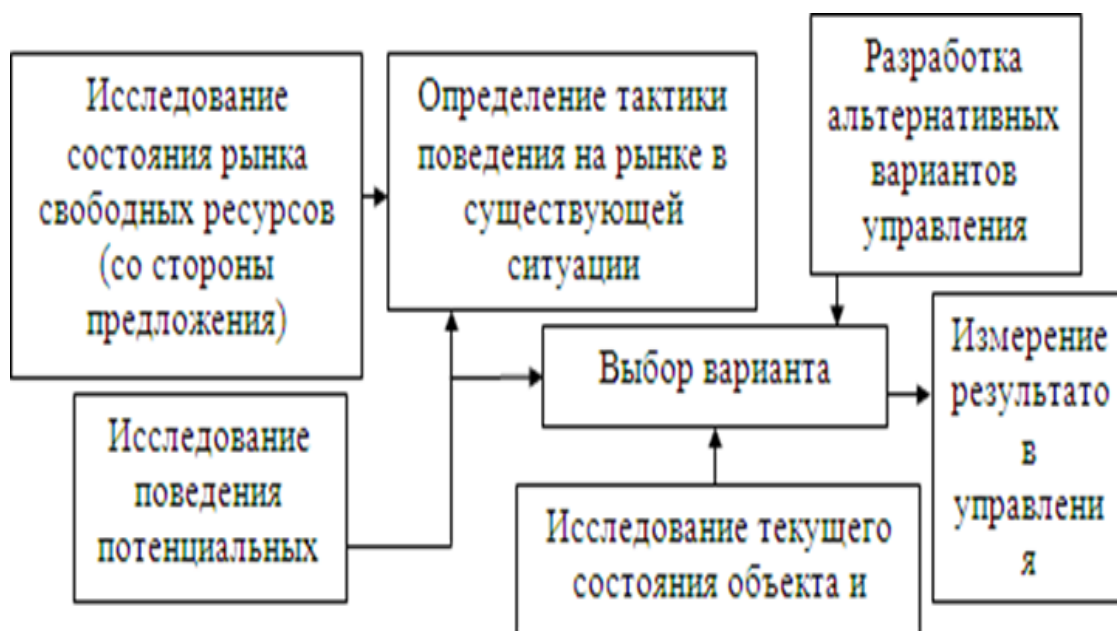 Исследование
состояния рынка
свободных ресурсов
(со стороны
предложения)
Определение тактики
поведения на рынке в
существующей
ситуации
Разработка
альтернативных
вариантов
управления
Выбор варианта
Измерение
результато
в
управлени
я
Исследование
поведения
потенциальных
Исследование текущего
состояния объекта и